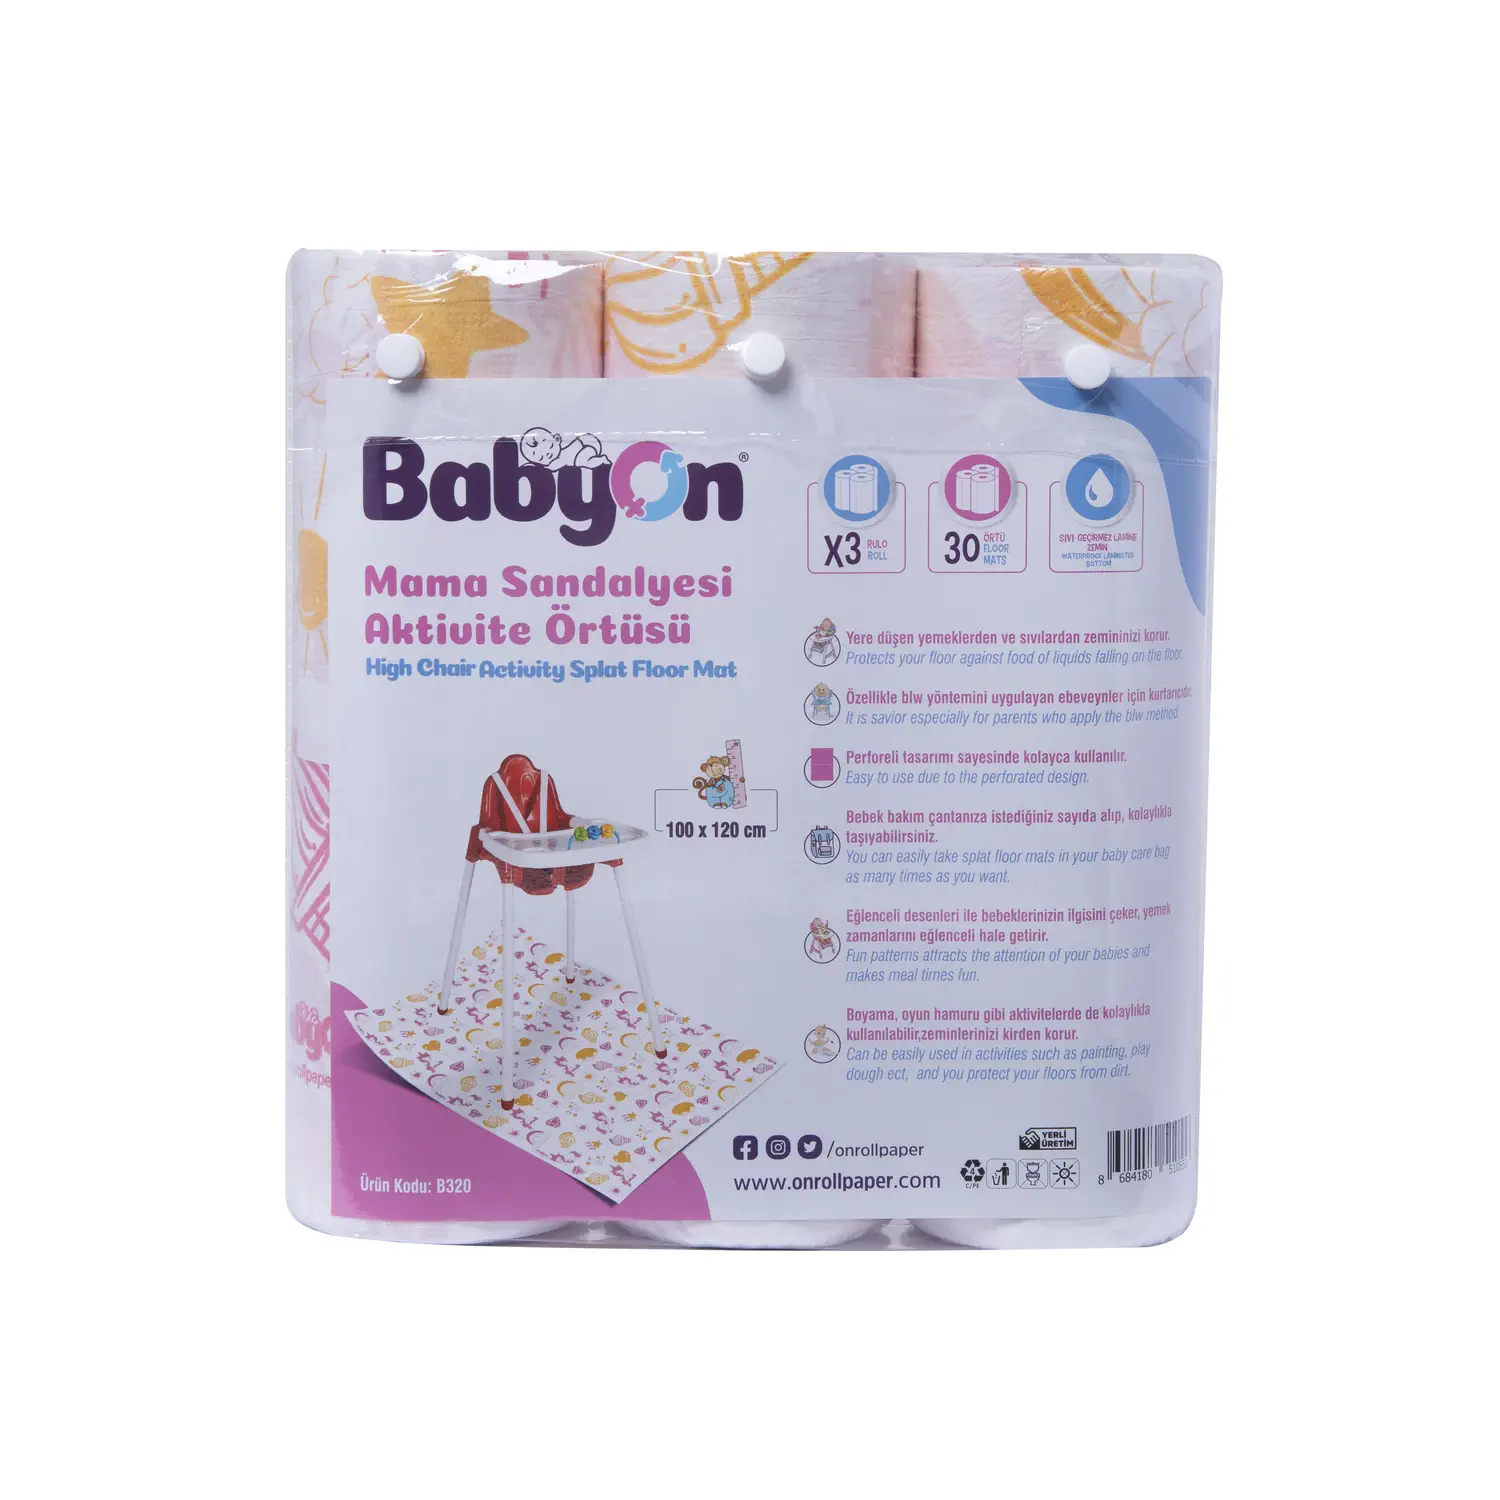 BabyOn®
Mama Sandalyesi
Aktivite Örtüsü
High Chair Activity Splat Floor Mat
X3 RULO
ROLL
30 ÖRTÜ
FLOOR
MATS
SIVI GEÇİRMEZ LAMİNE
ZEMİN
WATERPROOF LAMINATED
BOTTOM
Yere düşen yemeklerden ve sıvılardan zemininizi korur.
Protects your floor against food of liquids falling on the floor.
Özellikle blw yöntemini uygulayan ebeveynler için kurtarıcıdır.
It is savior especially for parents who apply the blw method.
Perforeli tasarımı sayesinde kolayca kullanılır.
Easy to use due to the perforated design.
Bebek bakım çantanıza istediğiniz sayıda alıp, kolaylıkla
taşıyabilirsiniz.
You can easily take splat floor mats in your baby care bag
as many times as you want.
Eğlenceli desenleri ile bebeklerinizin ilgisini çeker, yemek
zamanlarını eğlenceli hale getirir.
Fun patterns attracts the attention of your babies and
makes meal times fun.
Boyama, oyun hamuru gibi aktivitelerde de kolaylıkla
kullanılabilir,zeminlerinizi kirden korur.
Can be easily used in activities such as painting, play
dough ect, and you protect your floors from dirt.
100 x 120 cm
Ürün Kodu: B320
/onrollpaper
www.onrollpaper.com
YERLİ
ÜRETİM
4
C/PE
8 684180